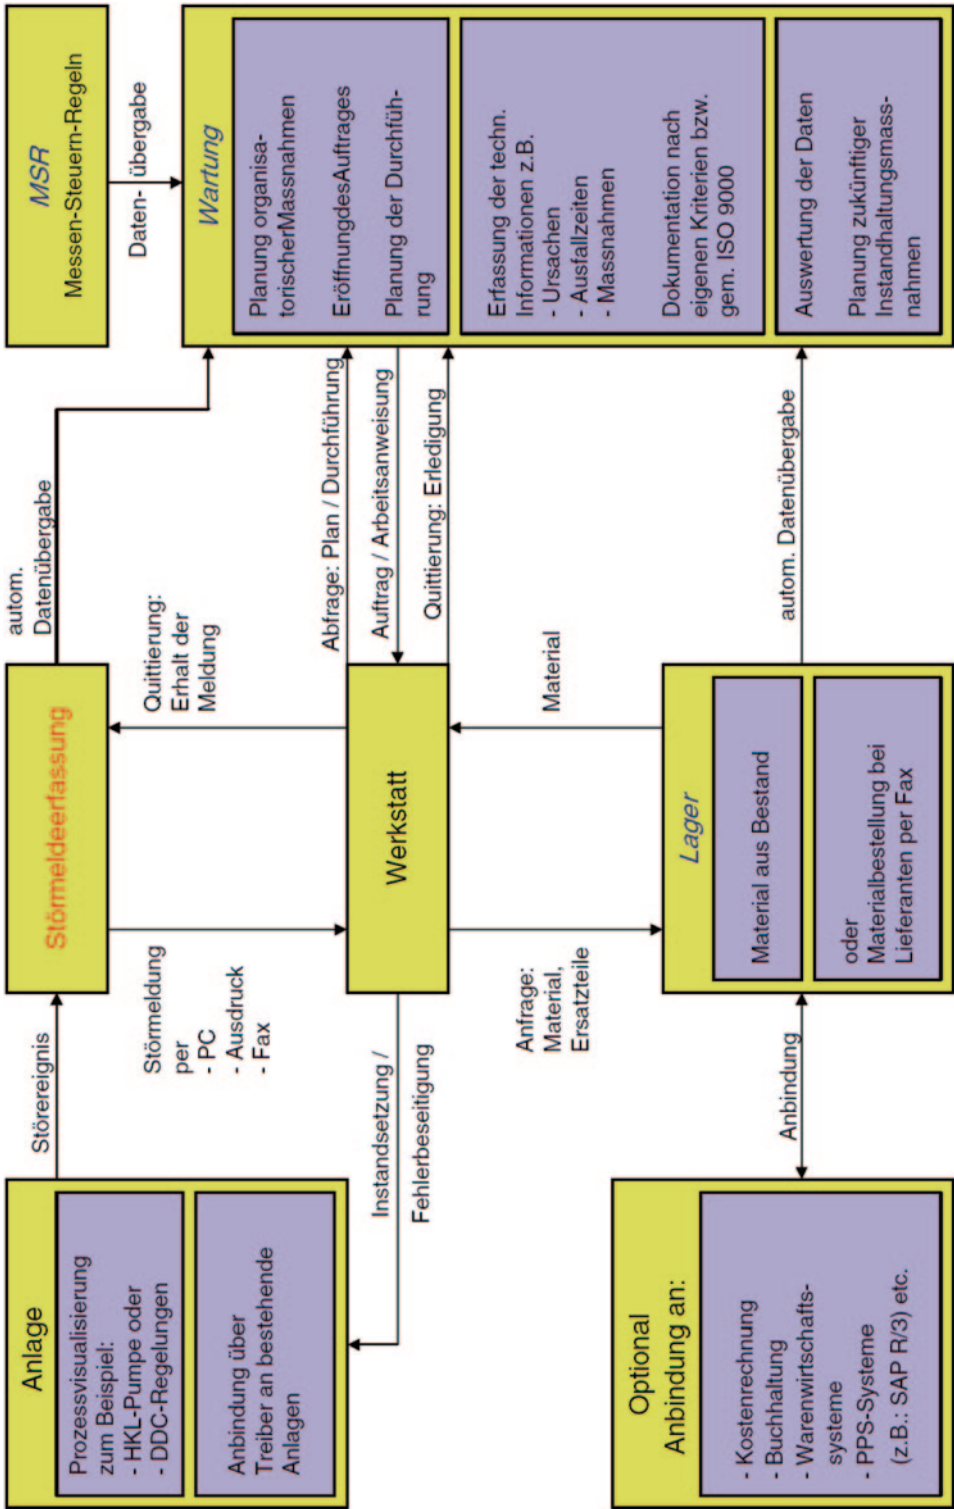 Anlage
Prozessvisualisierung
zum Beispiel:
- HKL-Pumpe oder
- DDC-Regelungen
Anbindung über
Treiber an bestehende
Anlagen
Störereignis
Störmeldeerfassung
autom.
Datenübergabe
MSR
Messen-Steuern-Regeln
Daten- übergabe
Störmeldung
per
- PC
- Ausdruck
- Fax
Quittierung:
Erhalt der
Meldung
Instandsetzung /
Fehlerbeseitigung
Werkstatt
Abfrage: Plan / Durchführung
Auftrag / Arbeitsanweisung
Quittierung: Erledigung
Wartung
Planung organisa-
torischerMassnahmen
EröffnungdesAuftrages
Planung der Durchfüh-
rung
Erfassung der techn.
Informationen z.B.
- Ursachen
- Ausfallzeiten
- Massnahmen
Dokumentation nach
eigenen Kriterien bzw.
gem. ISO 9000
Auswertung der Daten
Planung zukünftiger
Instandhaltungsmass-
nahmen
Anfrage:
Material,
Ersatzteile
Material
Optional
Anbindung an:
- Kostenrechnung
- Buchhaltung
- Warenwirtschafts-
systeme
- PPS-Systeme
(z.B.: SAP R/3) etc.
Anbindung
Lager
Material aus Bestand
oder
Materialbestellung bei
Lieferanten per Fax
autom. Datenübergabe